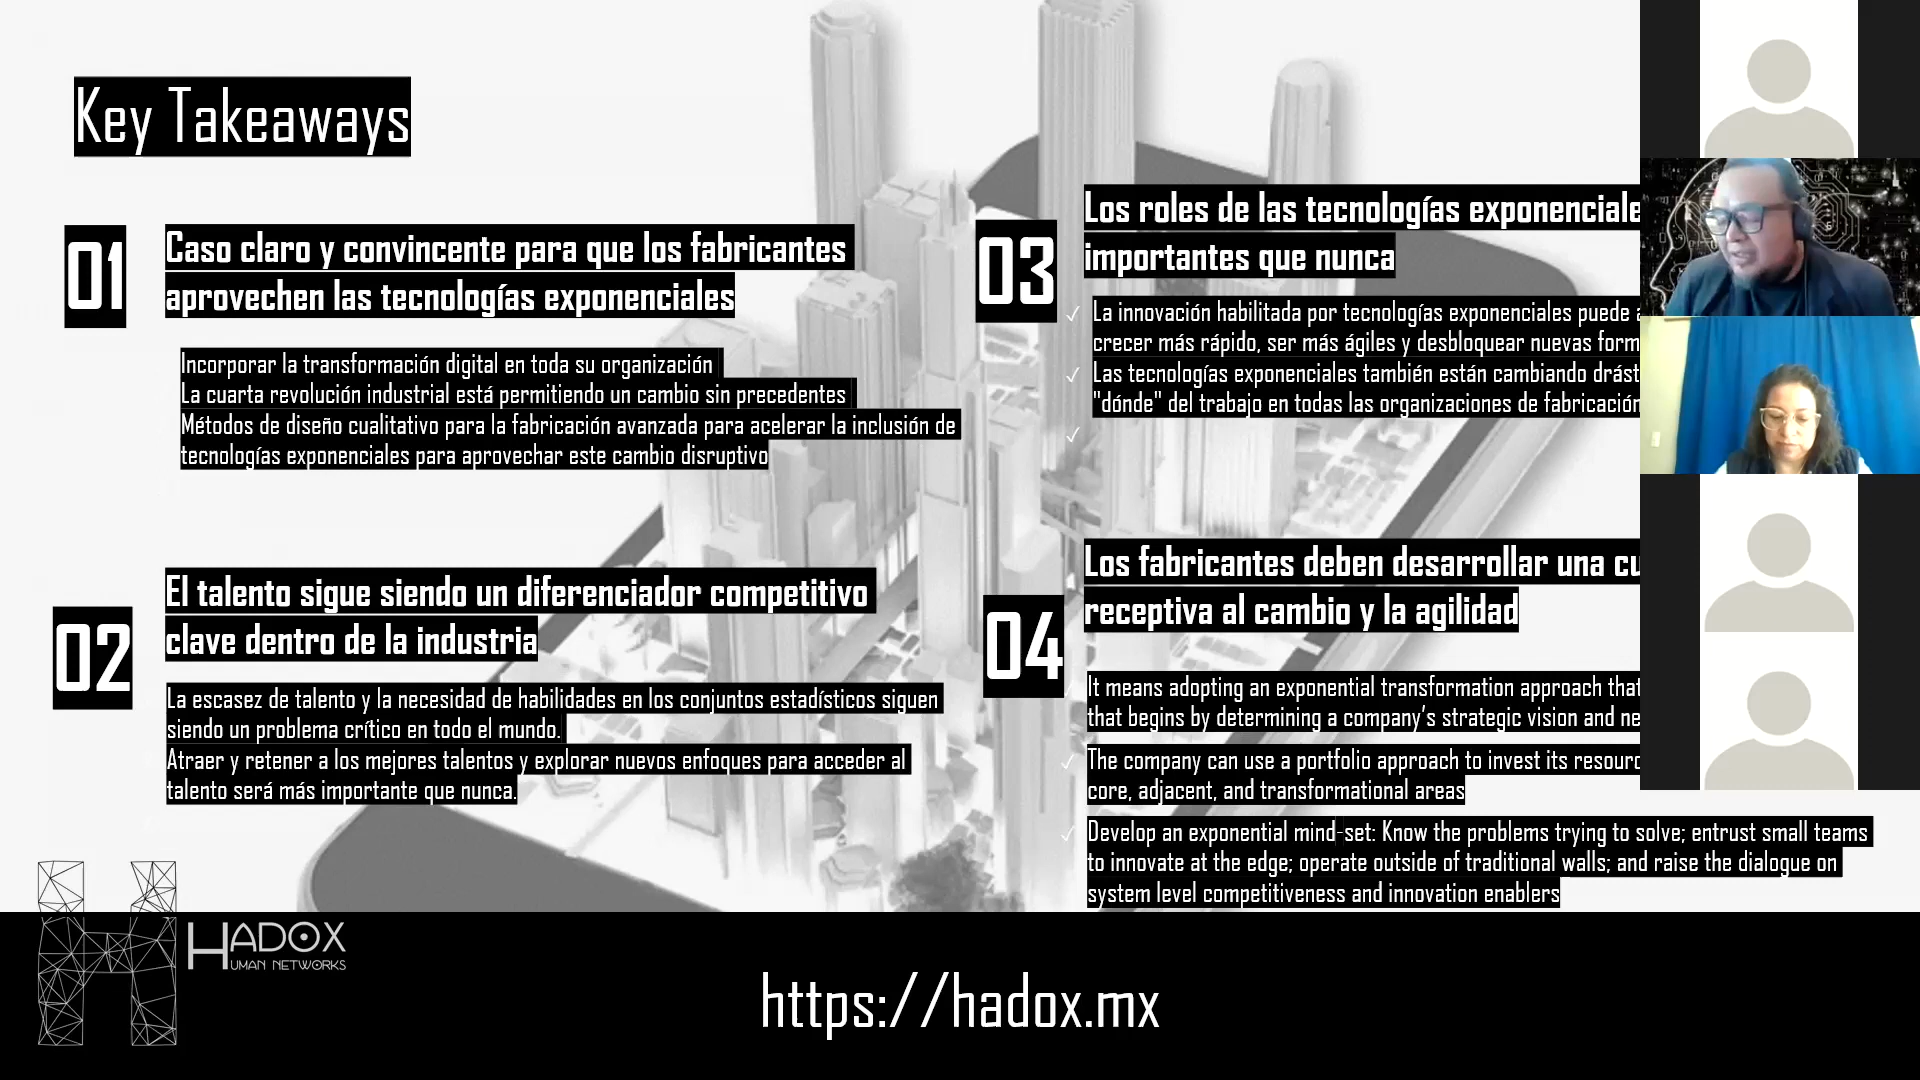 Key Takeaways
01
Caso claro y convincente para que los fabricantes
aprovechen las tecnologías exponenciales
Incorporar la transformación digital en toda su organización
La cuarta revolución industrial está permitiendo un cambio sin precedentes
Métodos de diseño cualitativo para la fabricación avanzada para acelerar la inclusión de
tecnologías exponenciales para aprovechar este cambio disruptivo
02
El talento sigue siendo un diferenciador competitivo
clave dentro de la industria
La escasez de talento y la necesidad de habilidades en los conjuntos estadísticos siguen
siendo un problema crítico en todo el mundo.
Atraer y retener a los mejores talentos y explorar nuevos enfoques para acceder al
talento será más importante que nunca.
03
Los roles de las tecnologías exponenciale
importantes que nunca
La innovación habilitada por tecnologías exponenciales puede
crecer más rápido, ser más ágiles y desbloquear nuevas form
Las tecnologías exponenciales también están cambiando drást
"dónde" del trabajo en todas las organizaciones de fabricación
04
Los fabricantes deben desarrollar una cu
receptiva al cambio y la agilidad
It means adopting an exponential transformation approach that
that begins by determining a company's strategic vision and ne
The company can use a portfolio approach to invest its resourc
core, adjacent, and transformational areas
Develop an exponential mind-set: Know the problems trying to solve; entrust small teams
to innovate at the edge; operate outside of traditional walls; and raise the dialogue on
system level competitiveness and innovation enablers
HADOX
HUMAN NETWORKS
https://hadox.mx